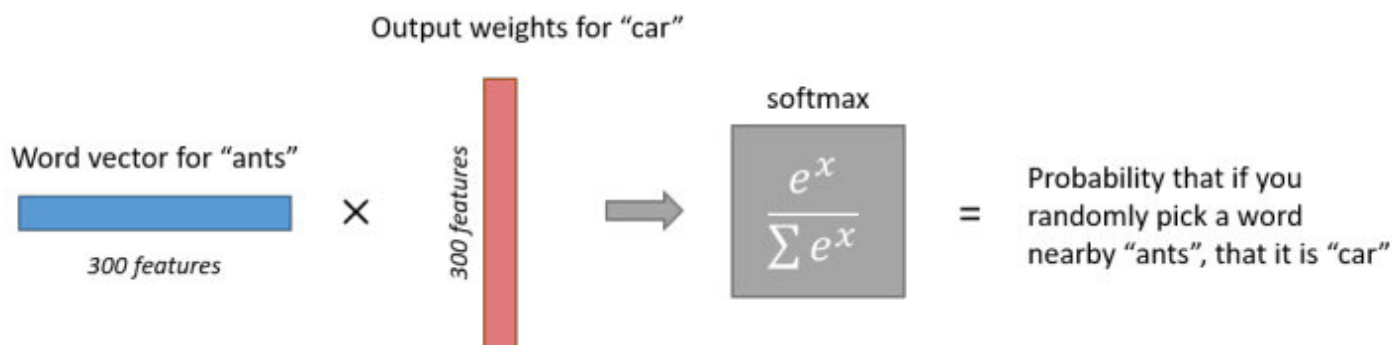 Output weights for “car”
softmax
Word vector for “ants”
300 features
×
300 features
e^x
∑ e^x
=
Probability that if you
randomly pick a word
nearby “ants”, that it is “car”